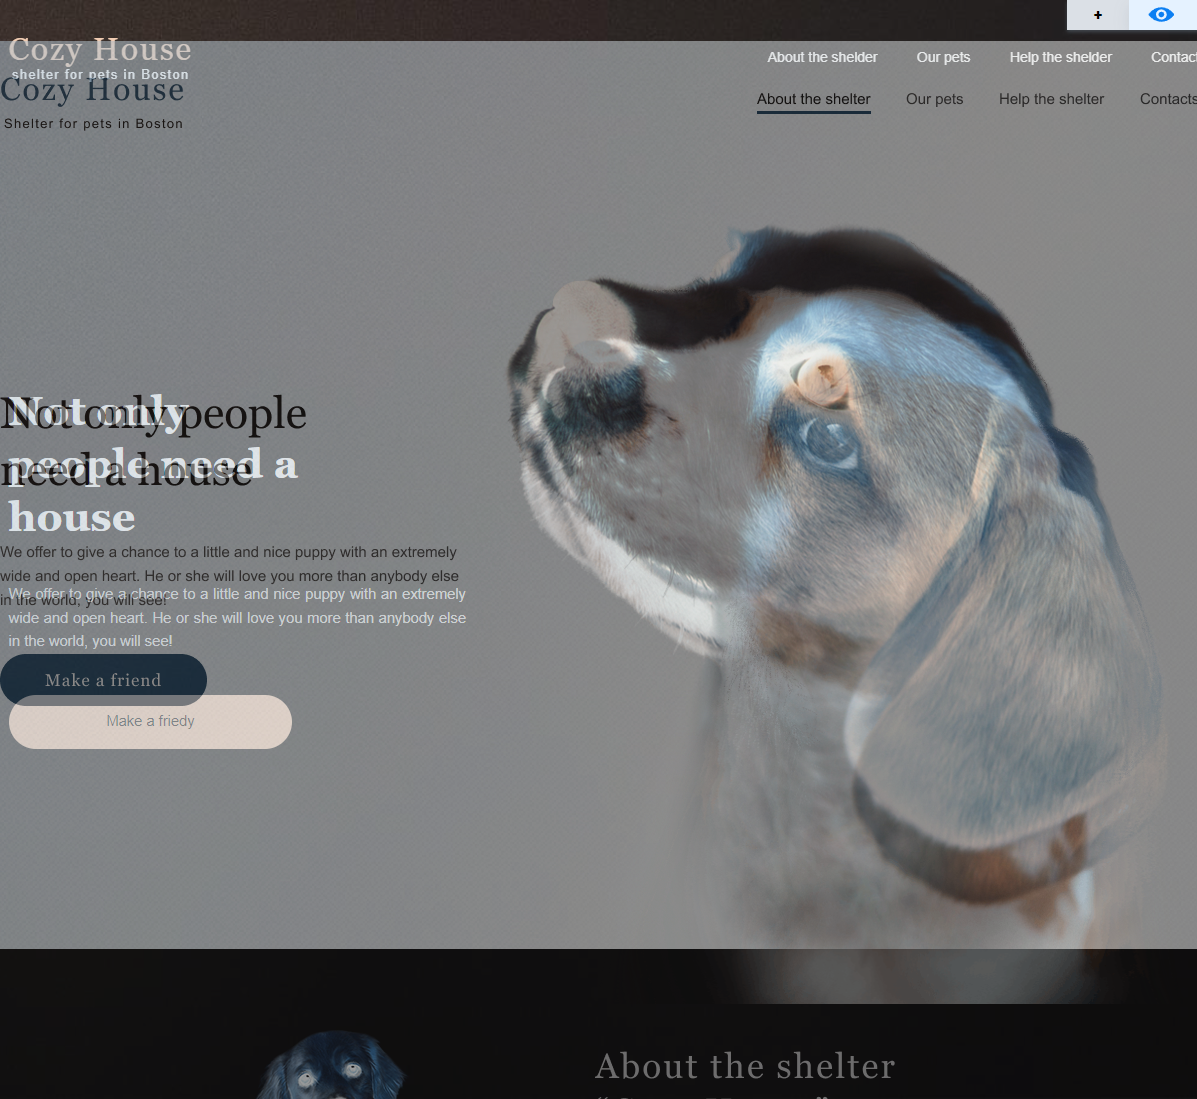 +
Cozy House
shelter for pets in Boston
About the shelder Our pets Help the shelder Contac
Cozy House
Shelter for pets in Boston
About the shelter Our pets Help the shelter Contacts
Not only people
need a house
Not only
people need a
house
We offer to give a chance to a little and nice puppy with an extremely
wide and open heart. He or she will love you more than anybody else
in the world, you will see!
We offer to give a chance to a little and nice puppy with an extremely
wide and open heart. He or she will love you more than anybody else
in the world, you will see!
Make a friend
Make a friedy
About the shelter